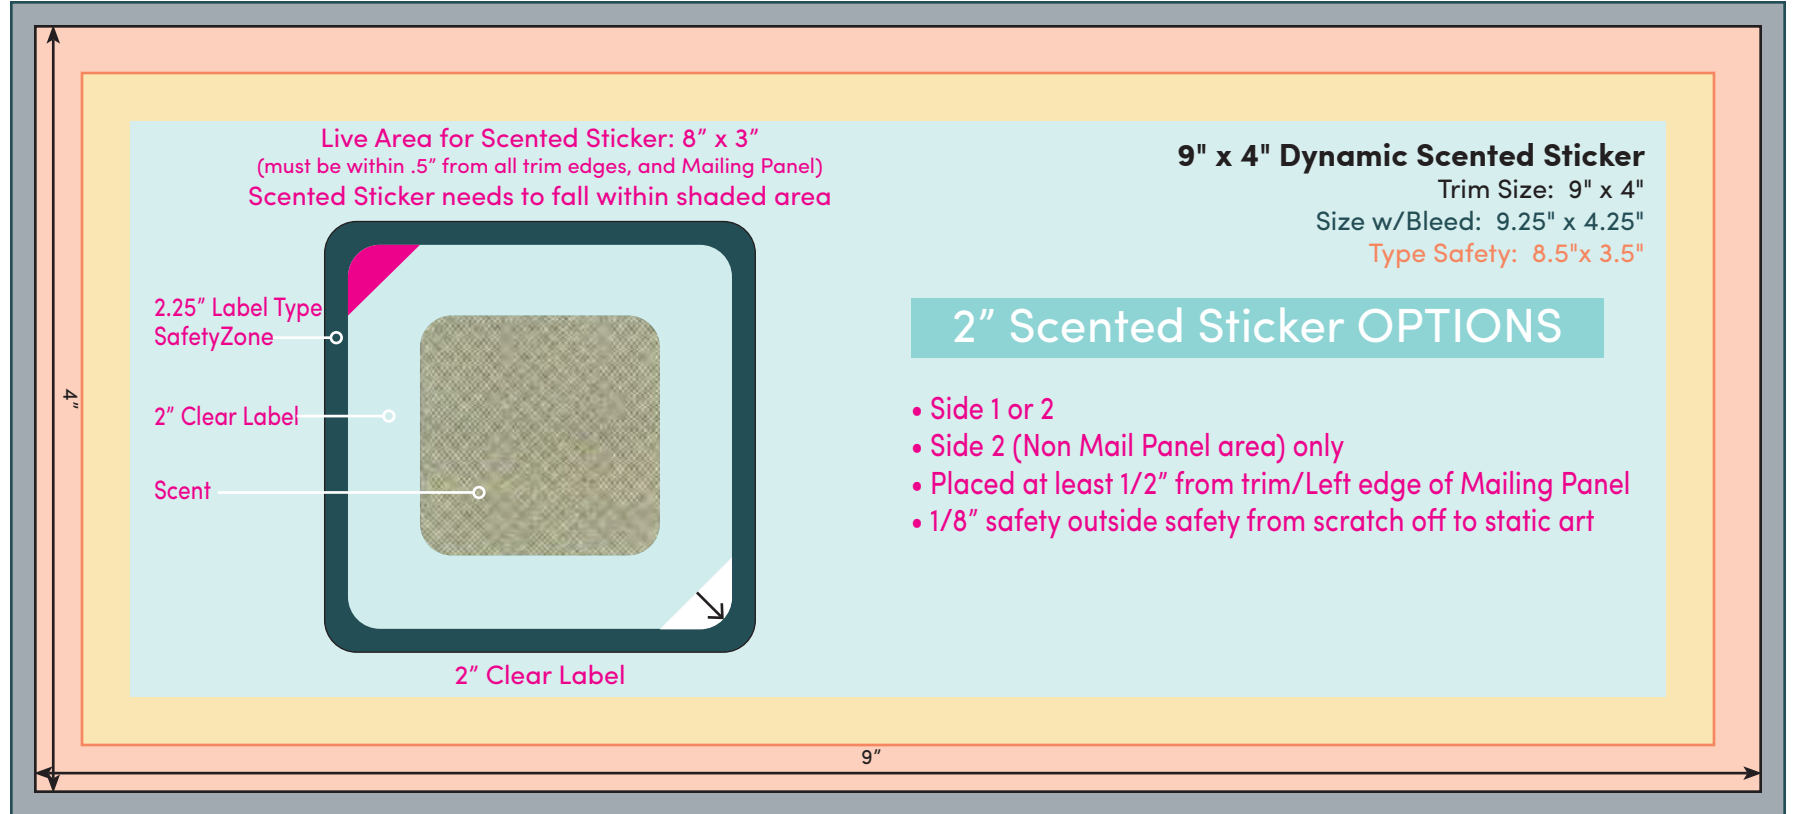 Live Area for Scented Sticker: 8” x 3”
(must be within .5” from all trim edges, and Mailing Panel)
Scented Sticker needs to fall within shaded area
2.25” Label Type
SafetyZone
2” Clear Label
Scent
2” Clear Label
9" x 4" Dynamic Scented Sticker
Trim Size: 9" x 4"
Size w/Bleed: 9.25" x 4.25"
Type Safety: 8.5"x 3.5"
2” Scented Sticker OPTIONS
• Side 1 or 2
• Side 2 (Non Mail Panel area) only
• Placed at least 1/2” from trim/Left edge of Mailing Panel
• 1/8” safety outside safety from scratch off to static art
4”
9”